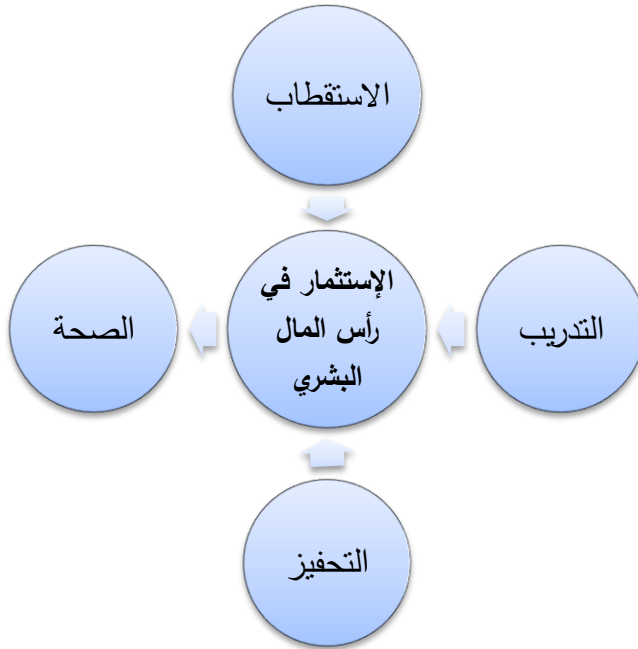 الاستقطاب
الإستثمار في
رأس المال
البشري
التدريب
الصحة
التحفيز